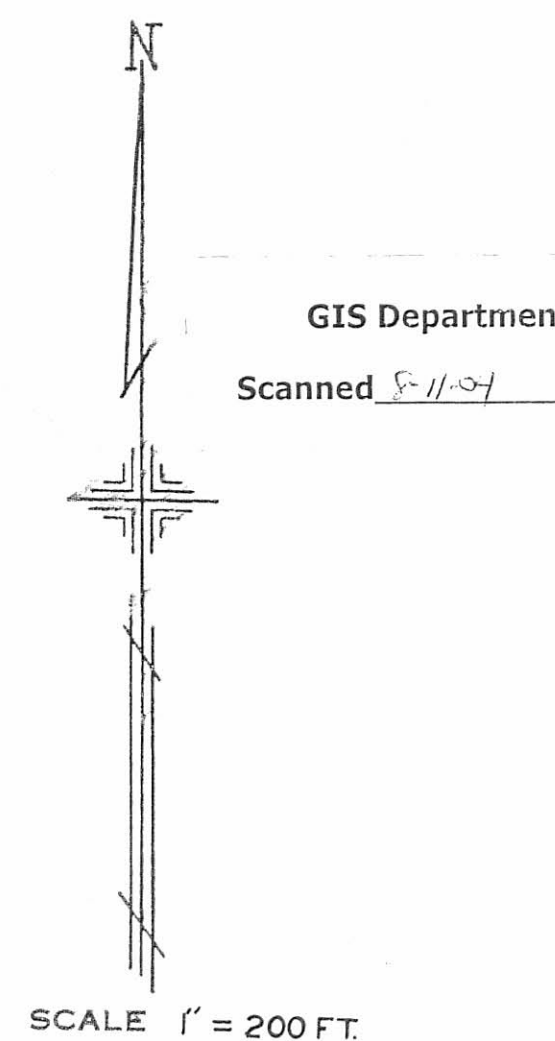 N
GIS Departmen
Scanned 8-11-04
SCALE 1" = 200 FT.